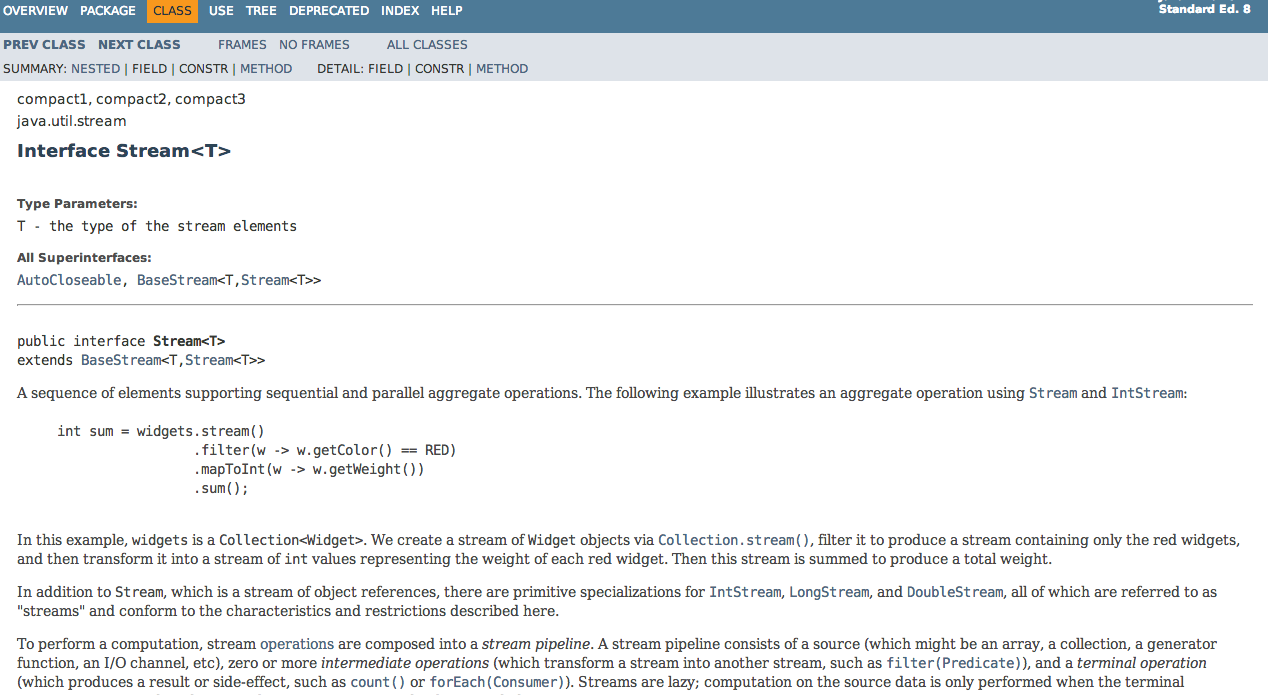 OVERVIEW PACKAGE CLASS USE TREE DEPRECATED INDEX HELP
Standard Ed. 8
PREV CLASS NEXT CLASS FRAMES NO FRAMES ALL CLASSES
SUMMARY: NESTED | FIELD | CONSTR | METHOD DETAIL: FIELD | CONSTR | METHOD
compact1, compact2, compact3
java.util.stream
Interface Stream<T>
Type Parameters:
T - the type of the stream elements
All Superinterfaces:
AutoCloseable, BaseStream<T,Stream<T>>
public interface Stream<T>
extends BaseStream<T,Stream<T>>
A sequence of elements supporting sequential and parallel aggregate operations. The following example illustrates an aggregate operation using Stream and IntStream:
int sum = widgets.stream()
.filter(w -> w.getColor() == RED)
.mapToInt(w -> w.getWeight())
.sum();
In this example, widgets is a Collection<Widget>. We create a stream of Widget objects via Collection.stream(), filter it to produce a stream containing only the red widgets,
and then transform it into a stream of int values representing the weight of each red widget. Then this stream is summed to produce a total weight.
In addition to Stream, which is a stream of object references, there are primitive specializations for IntStream, LongStream, and DoubleStream, all of which are referred to as
"streams" and conform to the characteristics and restrictions described here.
To perform a computation, stream operations are composed into a stream pipeline. A stream pipeline consists of a source (which might be an array, a collection, a generator
function, an I/O channel, etc), zero or more intermediate operations (which transform a stream into another stream, such as filter(Predicate)), and a terminal operation
(which produces a result or side-effect, such as count() or forEach(Consumer)). Streams are lazy; computation on the source data is only performed when the terminal